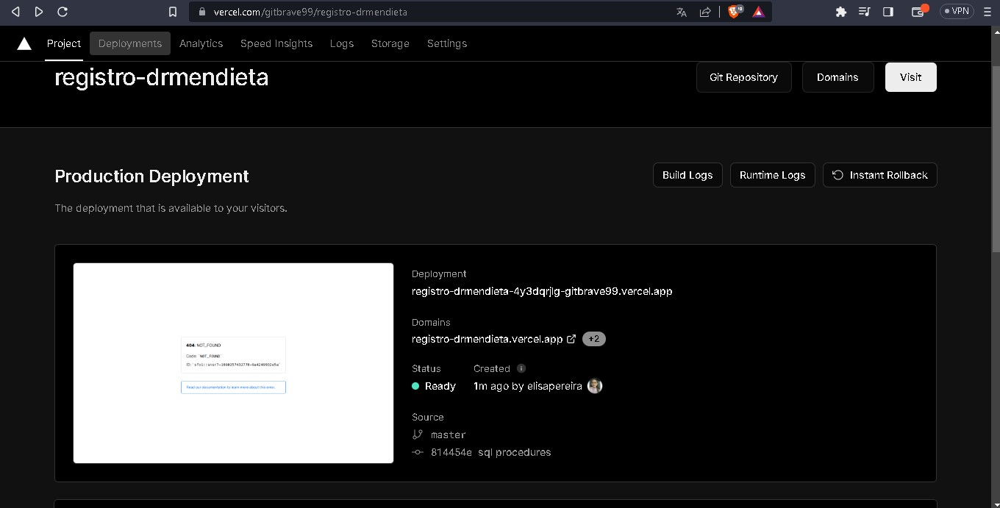 vercel.com/gitbrave99/registro-drmendieta
VPN
Project Deployments Analytics Speed Insights Logs Storage Settings
registro-drmendieta
Git Repository Domains Visit
Production Deployment
Build Logs Runtime Logs Instant Rollback
The deployment that is available to your visitors.
404: NOT_FOUND
Code: `NOT_FOUND`
Read our documentation to learn more about this error.
Deployment
registro-drmendieta-4y3dqrjlg-gitbrave99.vercel.app
Domains
registro-drmendieta.vercel.app +2
Status Created
Ready 1m ago by elisapereira
Source
master
814454e sql procedures